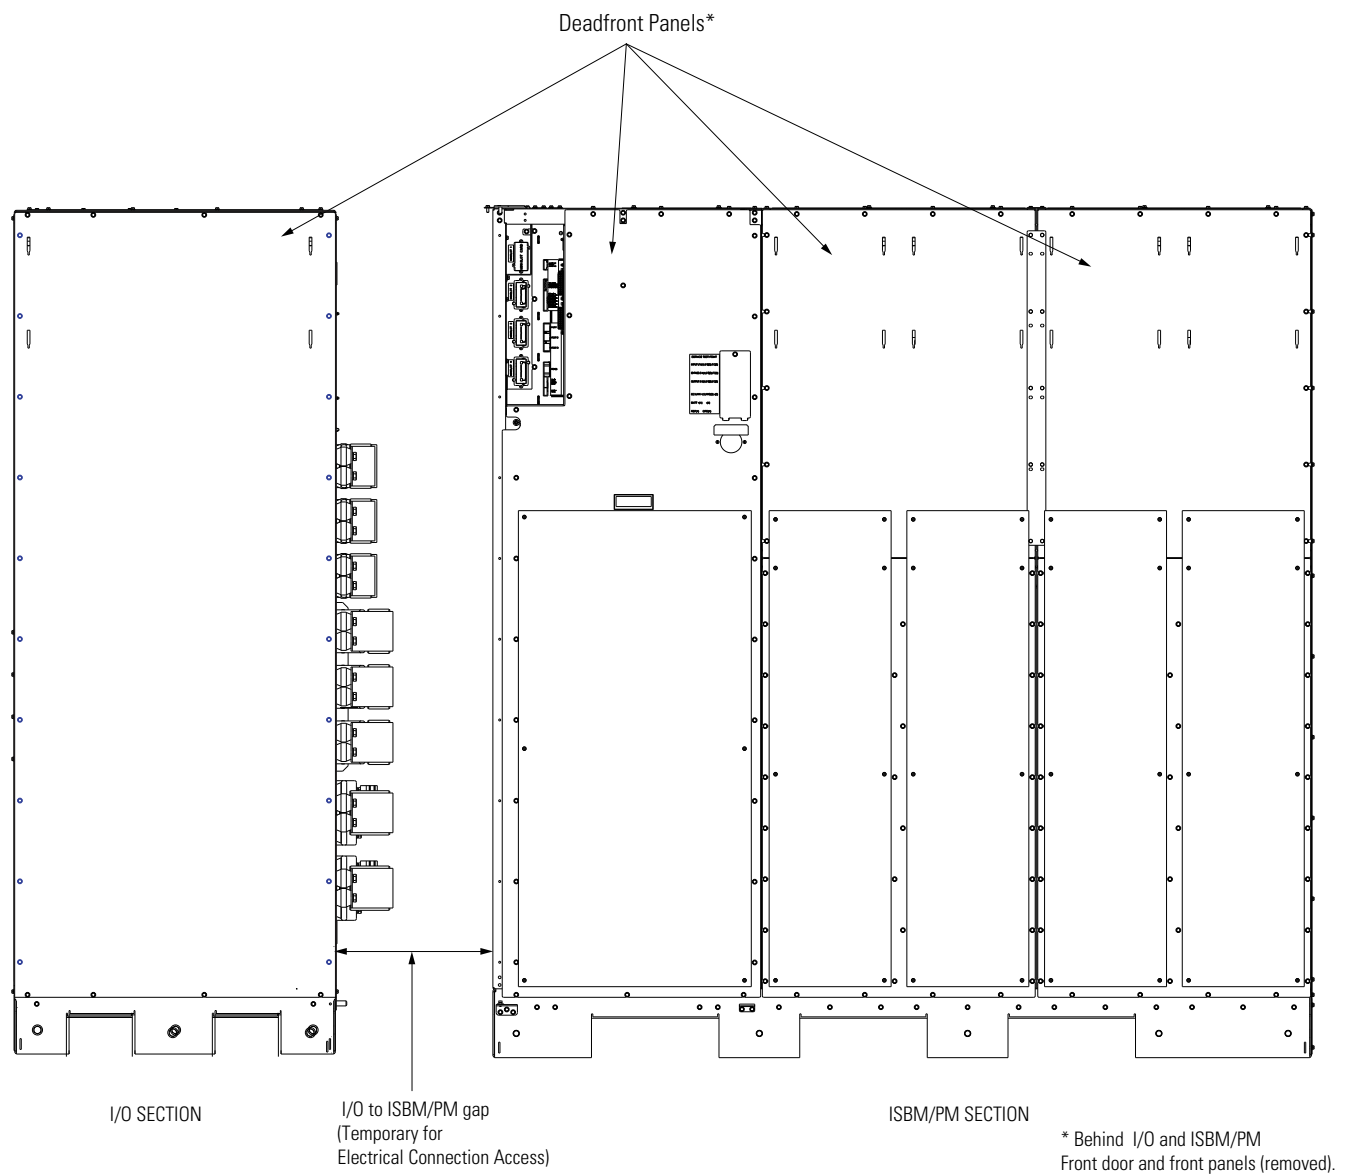 Deadfront Panels*
I/O SECTION
I/O to ISBM/PM gap
(Temporary for
Electrical Connection Access)
ISBM/PM SECTION
* Behind I/O and ISBM/PM
Front door and front panels (removed).